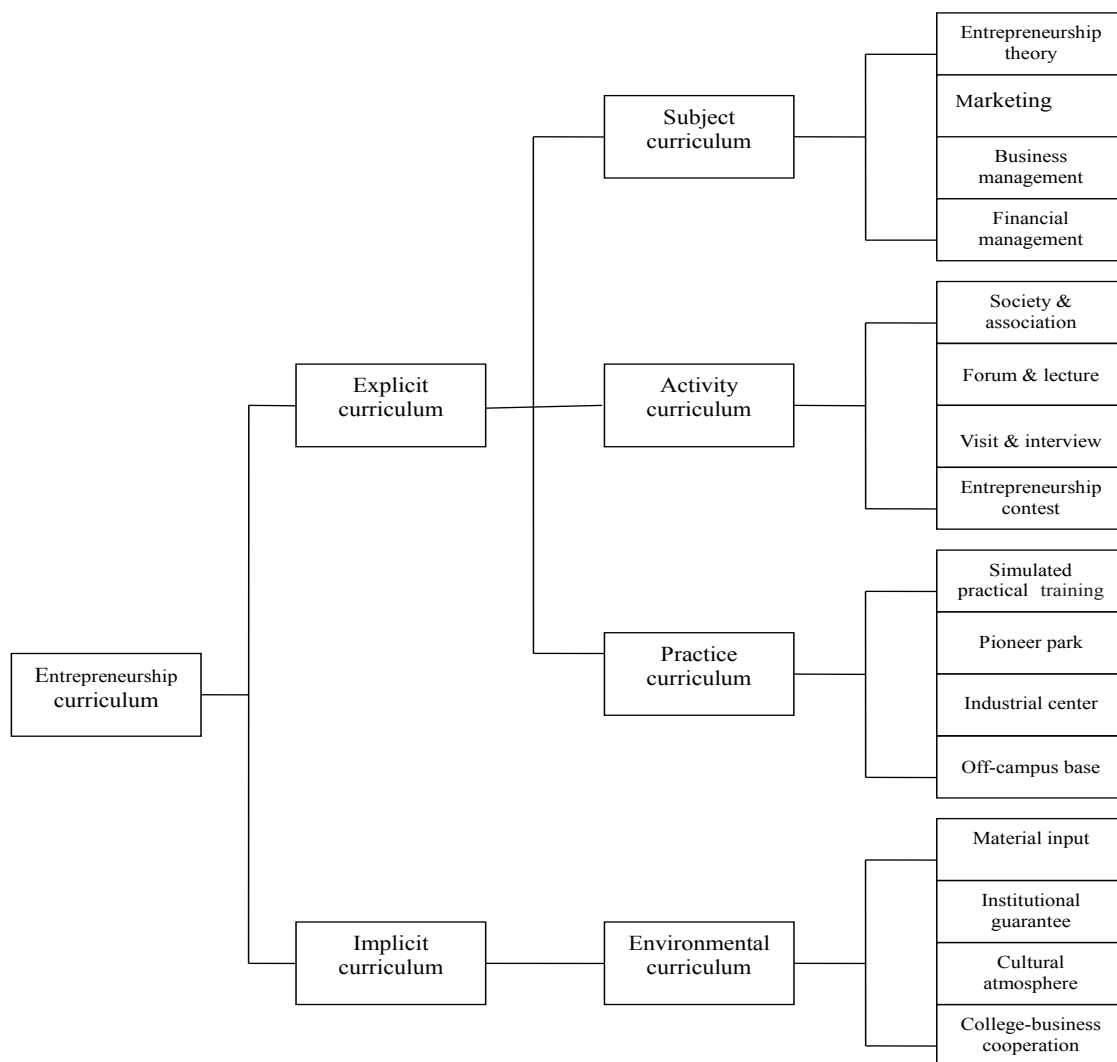 Entrepreneurship
theory
Marketing
Subject
curriculum
Business
management
Financial
management
Society &
association
Explicit
curriculum
Activity
curriculum
Forum & lecture
Visit & interview
Entrepreneurship
contest
Simulated
practical training
Entrepreneurship
curriculum
Practice
curriculum
Pioneer park
Industrial center
Off-campus base
Material input
Implicit
curriculum
Environmental
curriculum
Institutional
guarantee
Cultural
atmosphere
College-business
cooperation